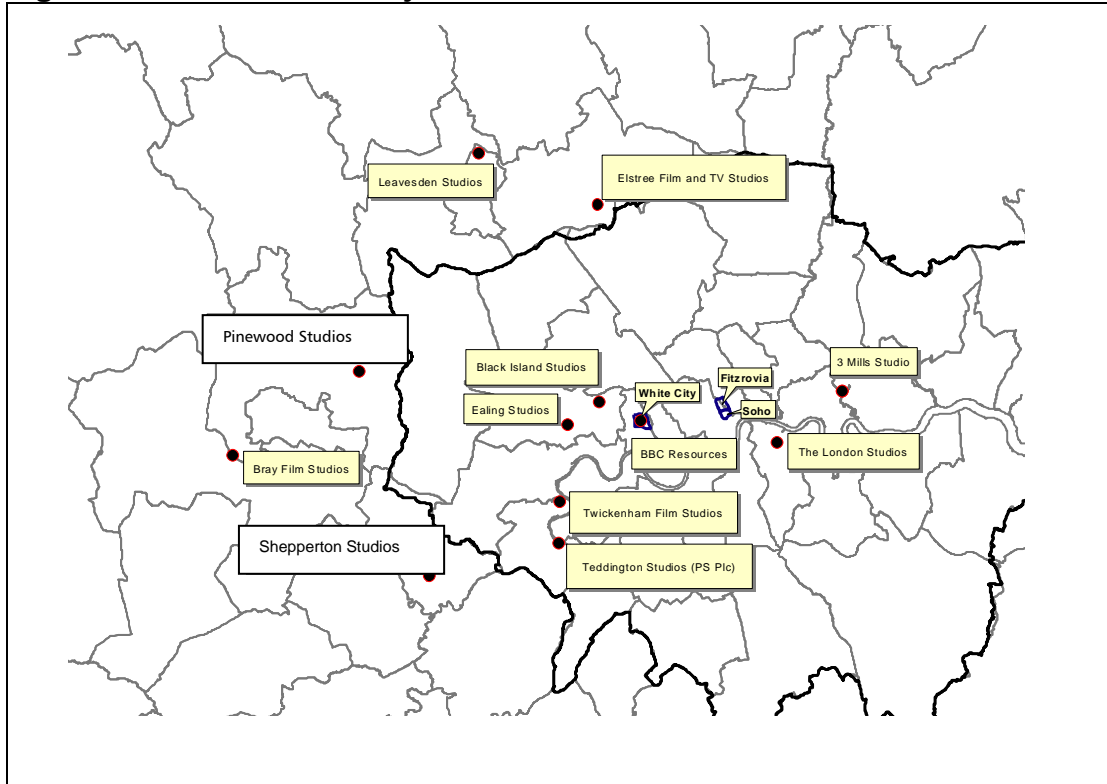 Leavesden Studios
Elstree Film and TV Studios
Pinewood Studios
Black Island Studios
3 Mills Studio
Fitzrovia
White City
Ealing Studios
Soho
BBC Resources
The London Studios
Bray Film Studios
Twickenham Film Studios
Shepperton Studios
Teddington Studios (PS Plc)